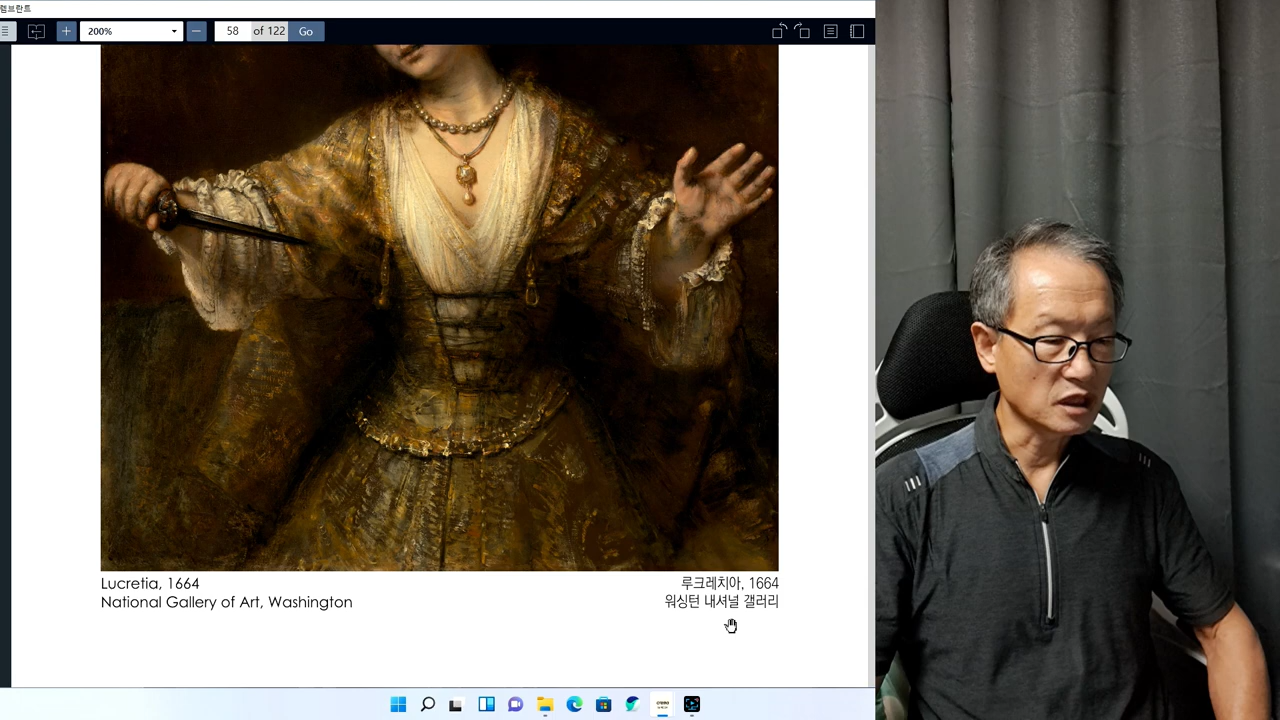 렘브란트
200%
58 of 122 Go
Lucretia, 1664
National Gallery of Art, Washington
루크레치아, 1664
워싱턴 내셔널 갤러리